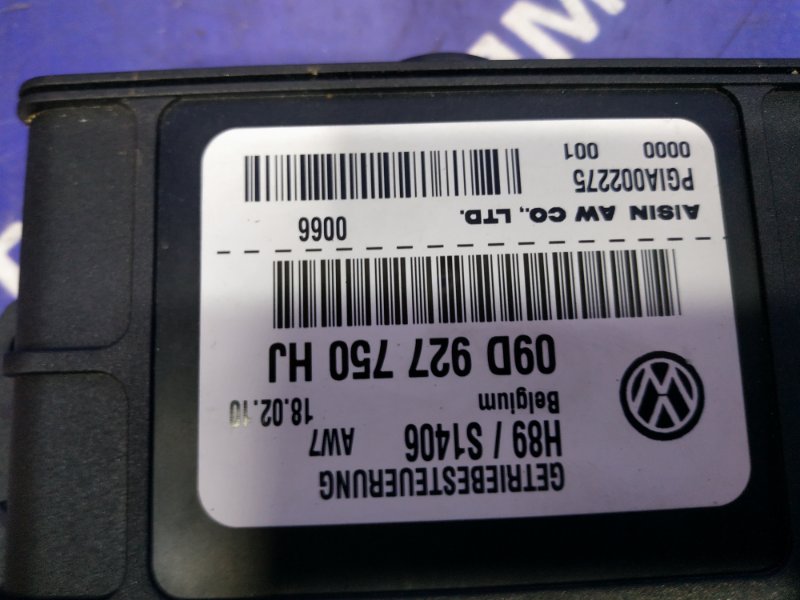 GETRIEBESTEUERUNG
H89 / S1406 AW7
Belgium 18.02.10
09D 927 750 HJ
0066
AISIN AW CO., LTD.
PGIA002275
0000 001